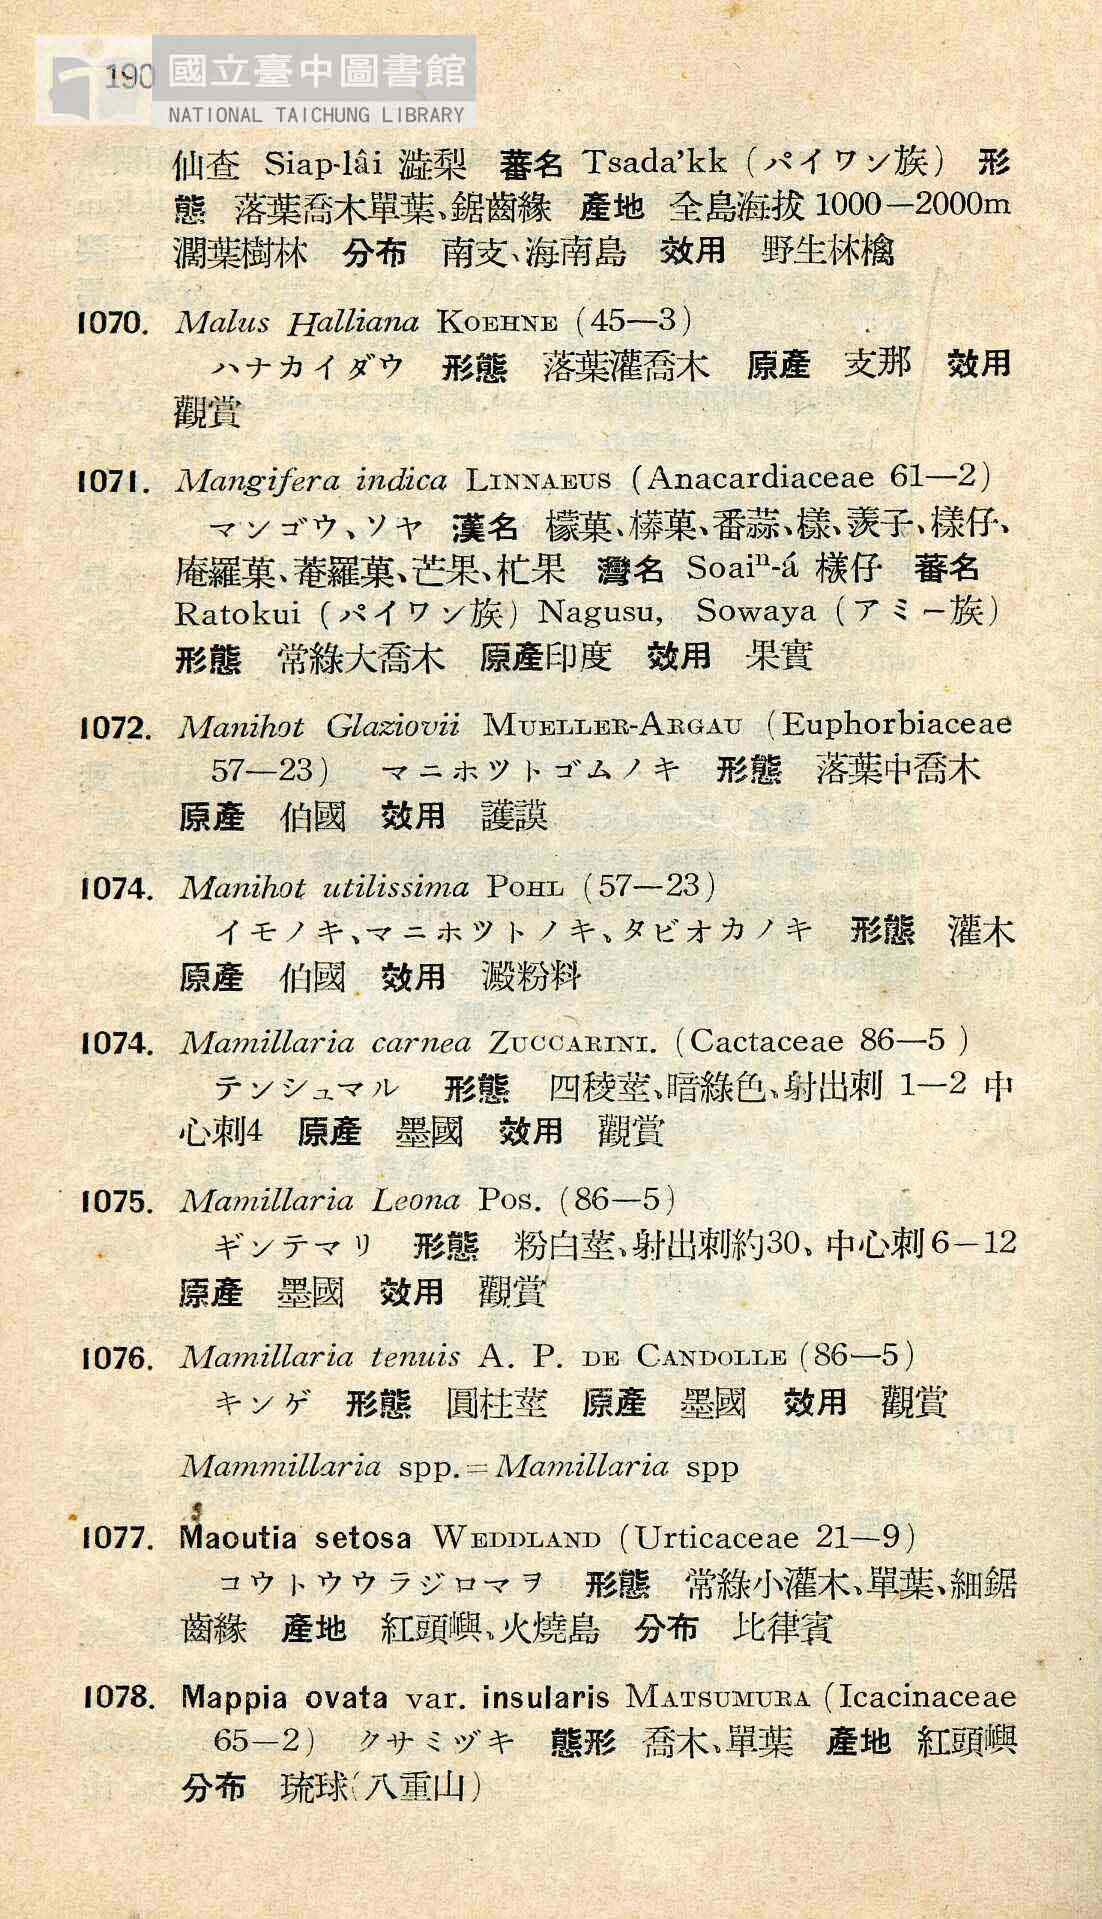 190
國立臺中圖書館
NATIONAL TAICHUNG LIBRARY
仙査 Siap-lâi 澁梨 蕃名 Tsada'kk (パイワン族) 形
態 落葉喬木單葉、鋸齒緣 產地 全島海拔 1000—2000m
濶葉樹林 分布 南支、海南島 效用 野生林檎
1070. Malus Halliana KOEHNE (45—3)
ハナカイダウ 形態 落葉灌喬木 原產 支那 效用
觀賞
1071. Mangifera indica LINNAEUS (Anacardiaceae 61—2)
マンゴウ、ソヤ 漢名 檬菓、楺菓、番蒜、樣、羨子、樣仔、
庵羅菓、菴羅菓、芒果、杧果 灣名 Soaiⁿ-á 檨仔 蕃名
Ratokui (パイワン族) Nagusu, Sowaya (アミー族)
形態 常綠大喬木 原產印度 效用 果實
1072. Manihot Glaziovii MUELLER-ARGAU (Euphorbiaceae
57—23) マニホツトゴムノキ 形態 落葉中喬木
原產 伯國 效用 護謨
1074. Manihot utilissima POHL (57—23)
イモノキ、マニホツトノキ、タピオカノキ 形態 灌木
原產 伯國 效用 澱粉料
1074. Mamillaria carnea ZUCCARINI. (Cactaceae 86—5)
テンシュマル 形態 四稜莖、暗綠色、射出刺 1—2 中
心刺4 原產 墨國 效用 觀賞
1075. Mamillaria Leona Pos. (86—5)
ギンテマリ 形態 粉白莖、射出刺約30、中心刺6—12
原產 墨國 效用 觀賞
1076. Mamillaria tenuis A. P. DE CANDOLLE (86—5)
キンゲ 形態 圓柱莖 原產 墨國 效用 觀賞
Mammillaria spp.=Mamillaria spp
1077. Maoutia setosa WEDDLAND (Urticaceae 21—9)
コウトウウラジロマヲ 形態 常綠小灌木、單葉、細鋸
齒緣 產地 紅頭嶼、火燒島 分布 比律賓
1078. Mappia ovata var. insularis MATSUMURA (Icacinaceae
65—2) クサミヅキ 態形 喬木、單葉 產地 紅頭嶼
分布 琉球(八重山)